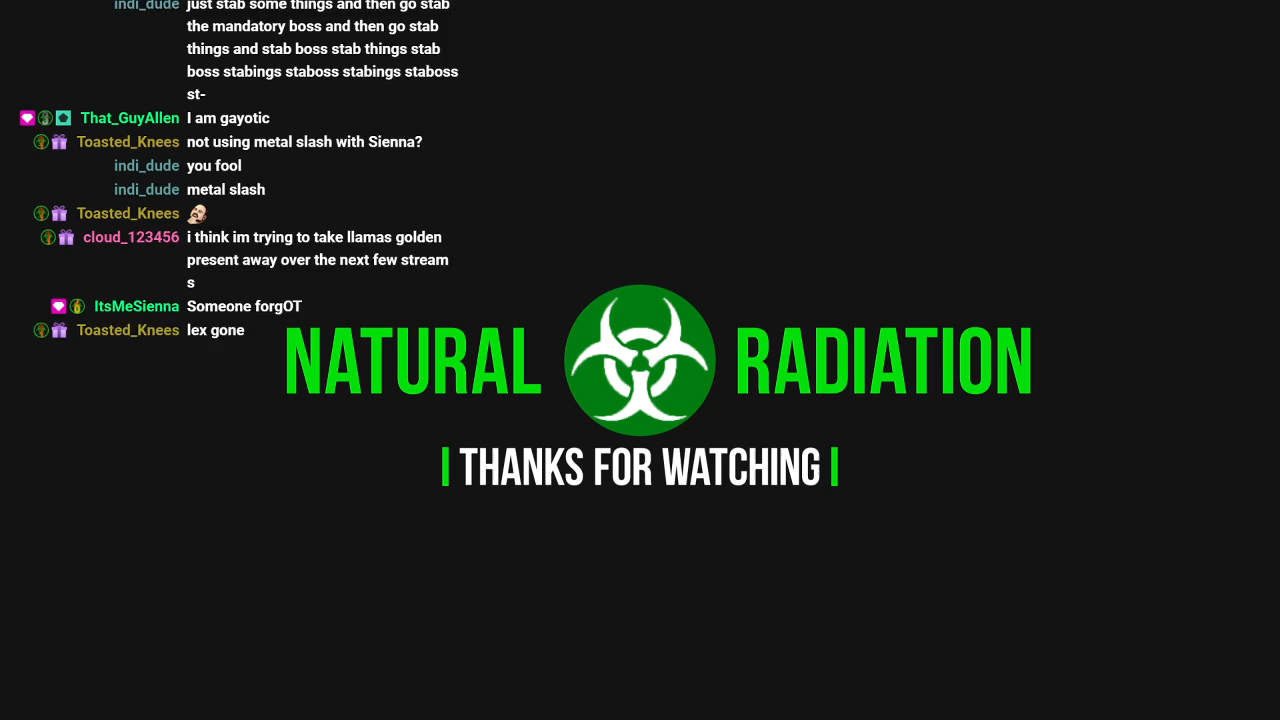 indi_dude just stab some things and then go stab
the mandatory boss and then go stab
things and stab boss stab things stab
boss stabings staboss stabings staboss
st-
That_GuyAllen I am gayotic
Toasted_Knees not using metal slash with Sienna?
indi_dude you fool
indi_dude metal slash
Toasted_Knees
cloud_123456 i think im trying to take llamas golden
present away over the next few stream
s
ItsMeSienna Someone forgOT
Toasted_Knees lex gone
NATURAL RADIATION
| THANKS FOR WATCHING |